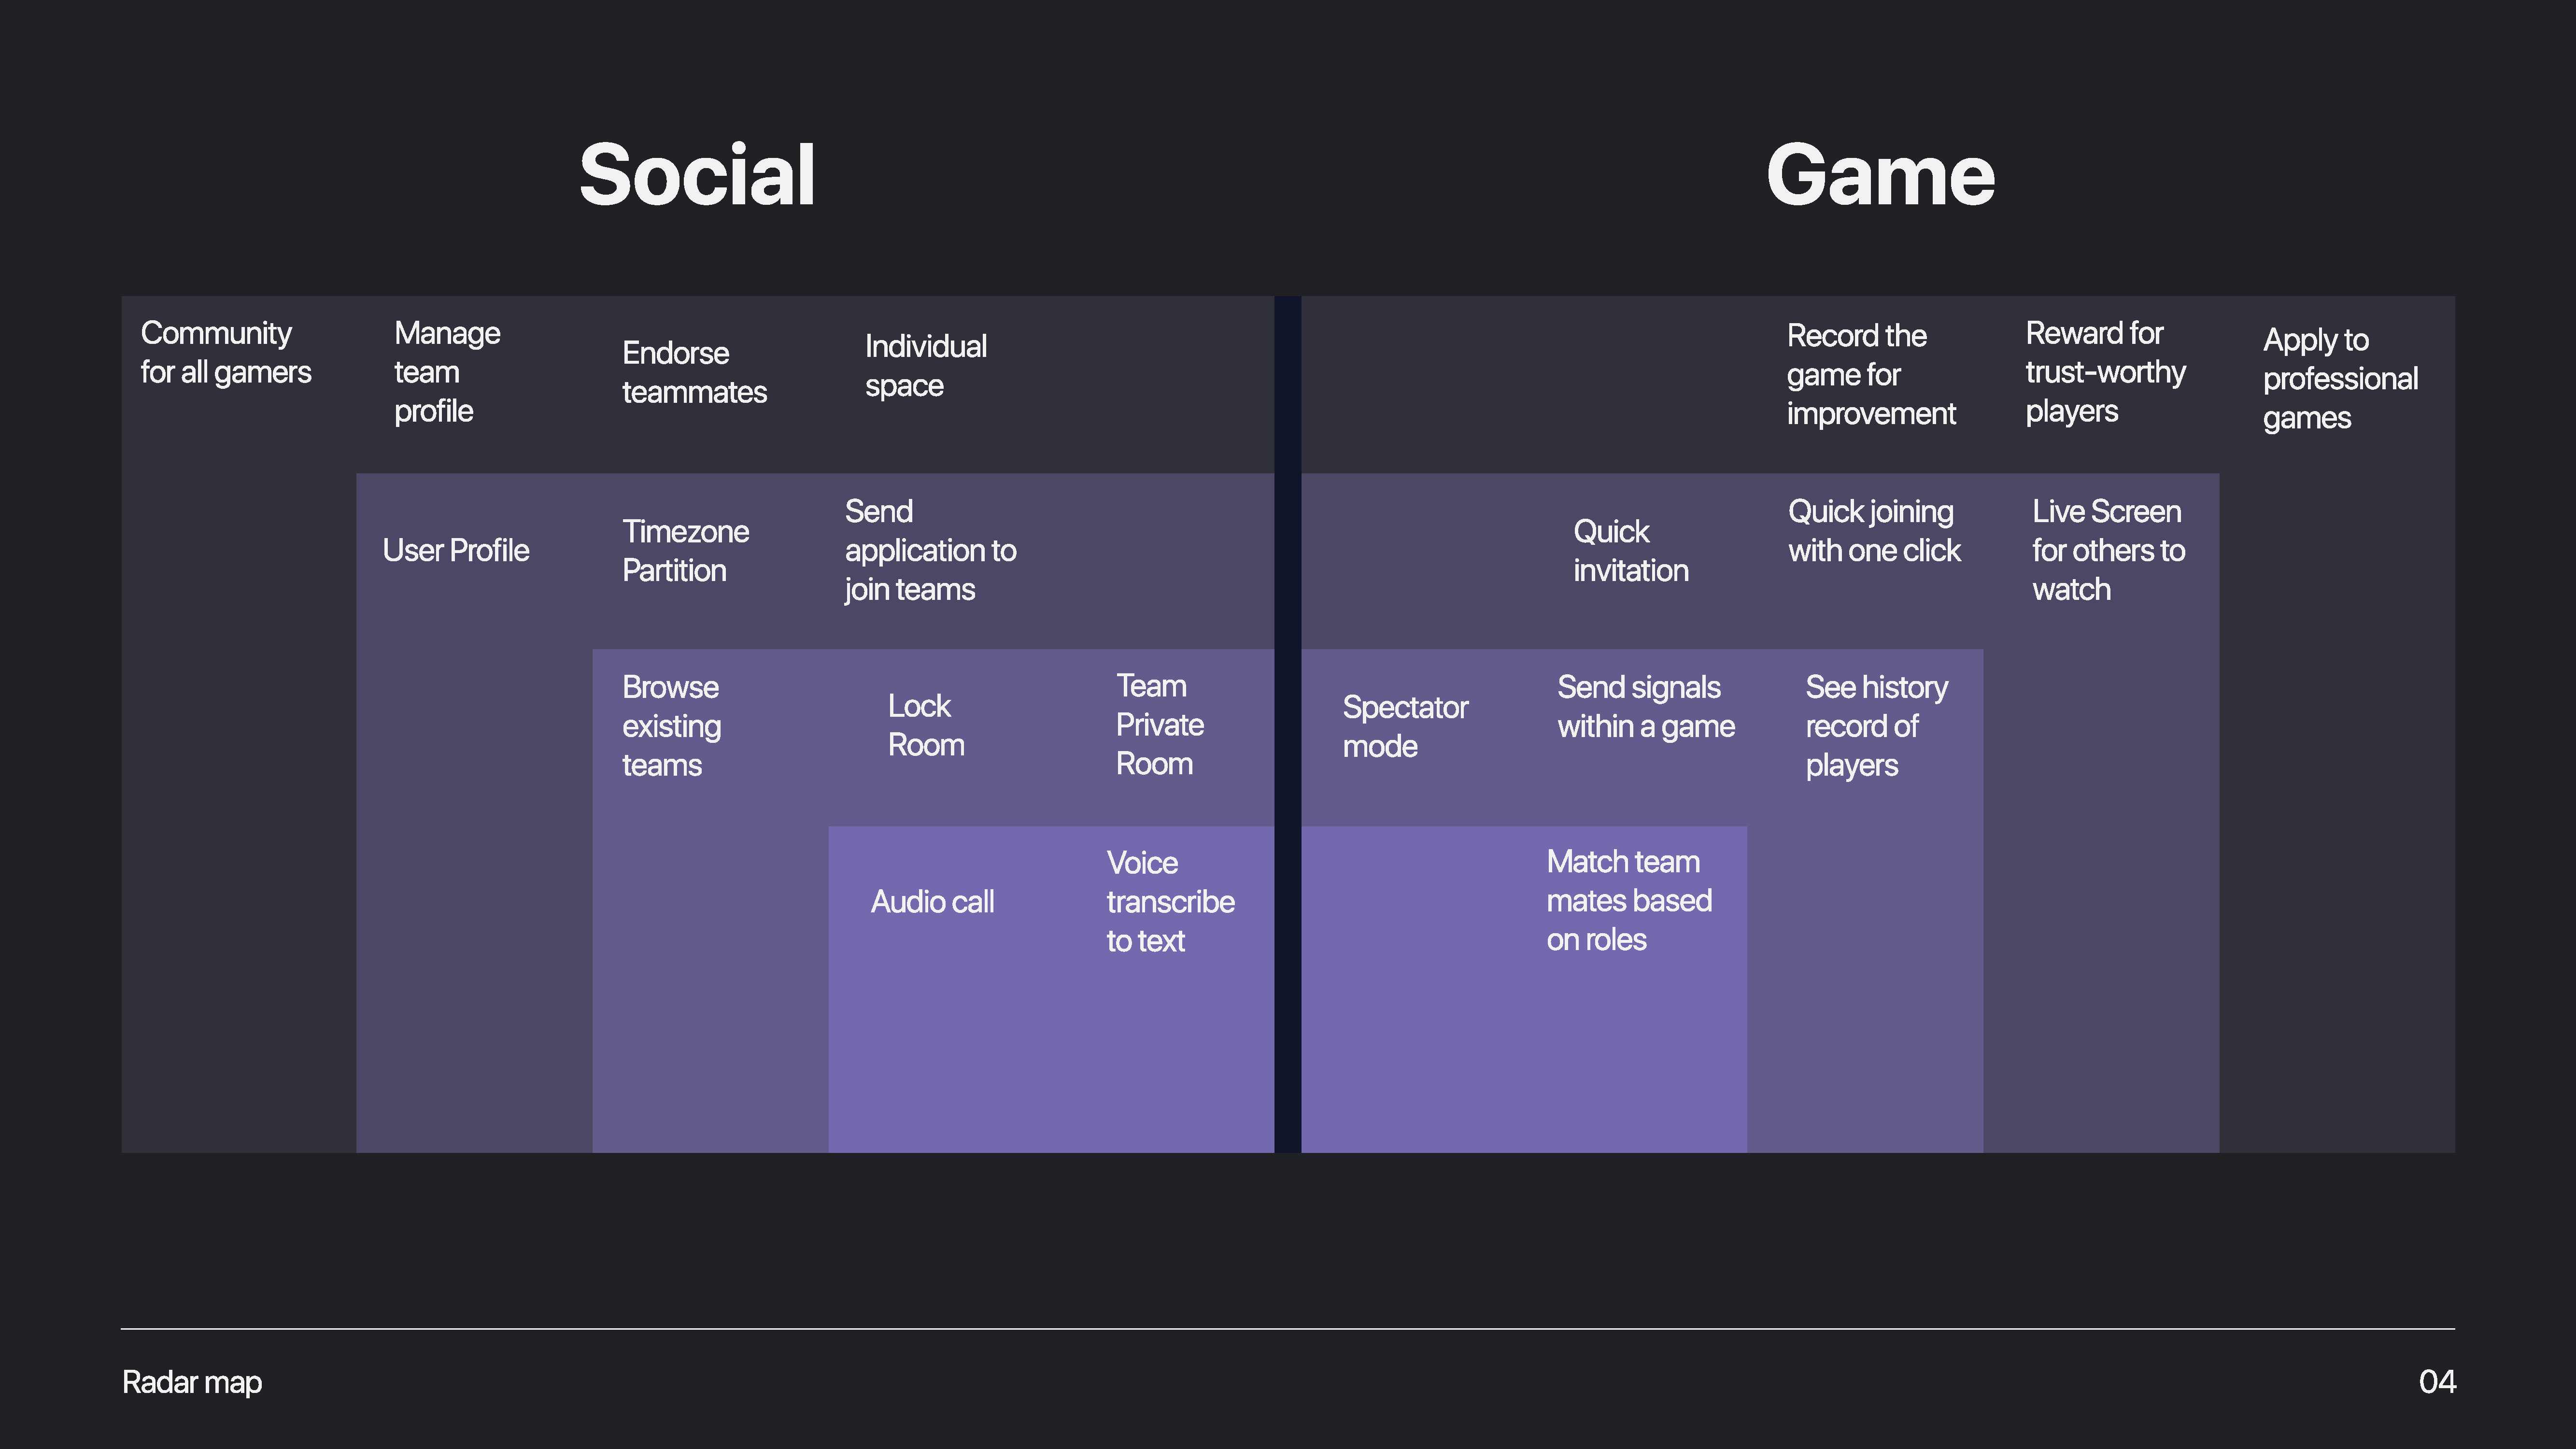 Social
Game
Community
for all gamers
Manage
team
profile
Endorse
teammates
Individual
space
Record the
game for
improvement
Reward for
trust-worthy
players
Apply to
professional
games
User Profile
Timezone
Partition
Send
application to
join teams
Quick
invitation
Quick joining
with one click
Live Screen
for others to
watch
Browse
existing
teams
Lock
Room
Team
Private
Room
Spectator
mode
Send signals
within a game
See history
record of
players
Audio call
Voice
transcribe
to text
Match team
mates based
on roles
Radar map
04